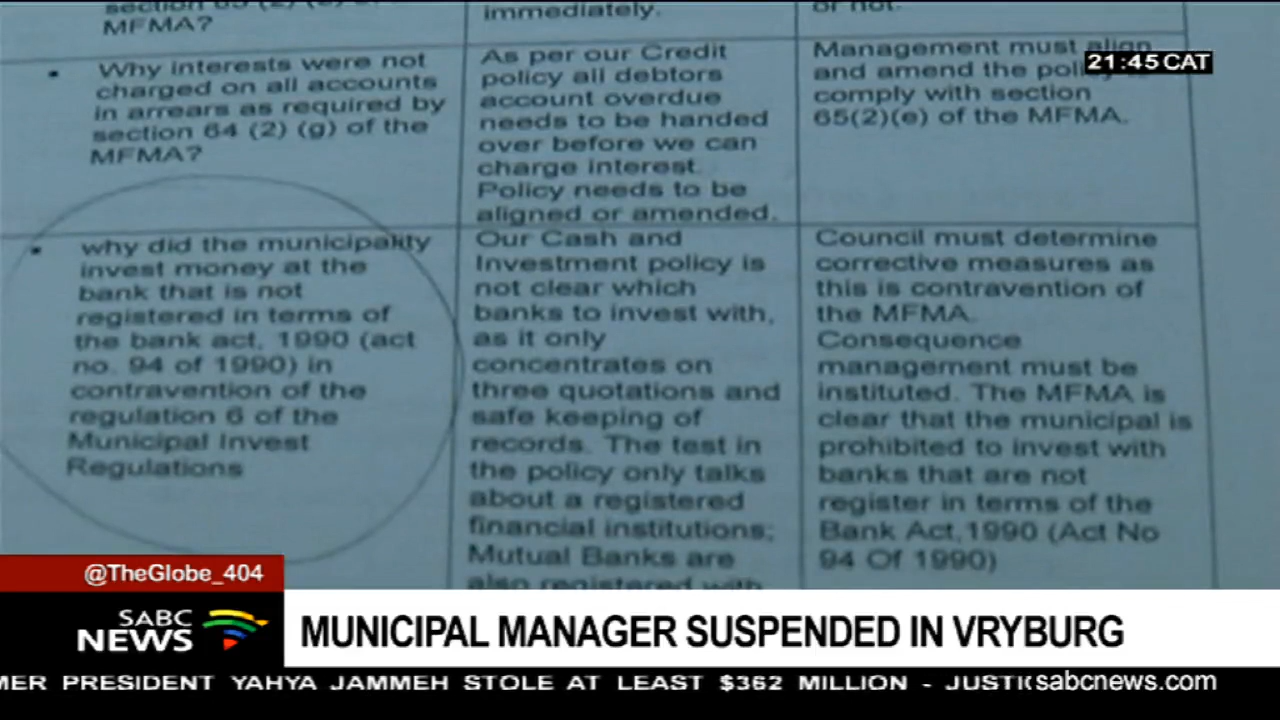 MFMA?
immediately.
or not.
Why interests were not
charged on all accounts
in arrears as required by
section 64 (2) (g) of the
MFMA?
As per our Credit
policy all debtors
account overdue
needs to be handed
over before we can
charge interest.
Policy needs to be
aligned or amended.
Management must align
and amend the policy
comply with section
65(2)(e) of the MFMA.
21:45 CAT
why did the municipality
invest money at the
bank that is not
registered in terms of
the bank act, 1990 (act
no. 94 of 1990) in
contravention of the
regulation 6 of the
Municipal Invest
Regulations
Our Cash and
Investment policy is
not clear which
banks to invest with,
as it only
concentrates on
three quotations and
safe keeping of
records. The test in
the policy only talks
about a registered
financial institutions;
Mutual Banks are
also registered with
Council must determine
corrective measures as
this is contravention of
the MFMA.
Consequence
management must be
instituted. The MFMA is
clear that the municipal is
prohibited to invest with
banks that are not
register in terms of the
Bank Act,1990 (Act No
94 Of 1990)
@TheGlobe_404
SABC
NEWS
MUNICIPAL MANAGER SUSPENDED IN VRYBURG
MER PRESIDENT YAHYA JAMMEH STOLE AT LEAST $362 MILLION - JUSTI
sabcnews.com